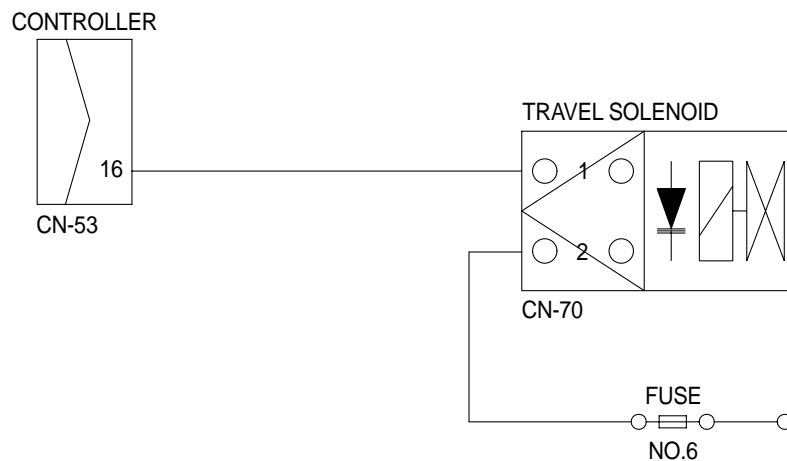 CONTROLLER
TRAVEL SOLENOID
16
1
CN-53
2
CN-70
FUSE
NO.6